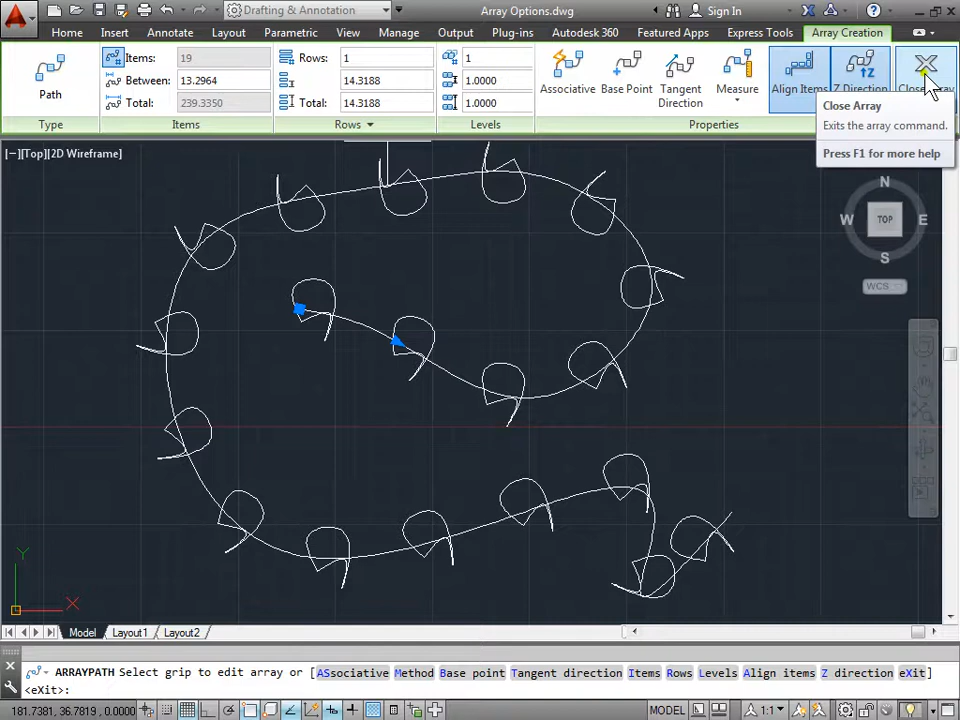 Drafting & Annotation
Array Options.dwg
Sign In
Home Insert Annotate Layout Parametric View Manage Output Plug-ins Autodesk 360 Featured Apps Express Tools Array Creation
Path
Items: 19
Between: 13.2964
Total: 239.3350
Rows: 1
14.3188
Total: 14.3188
1
1.0000
1.0000
Associative Base Point Tangent Direction Measure Align Items Z Direction Close Array
Type Items Rows Levels Properties
Close Array
Exits the array command.
Press F1 for more help
[−][Top][2D Wireframe]
N
W TOP E
S
WCS
Y
X
Model Layout1 Layout2
ARRAYPATH Select grip to edit array or [ASsociative Method Base point Tangent direction Items Rows Levels Align items Z direction eXit]
<eXit>:
181.7381, 36.7819, 0.0000
MODEL 1:1